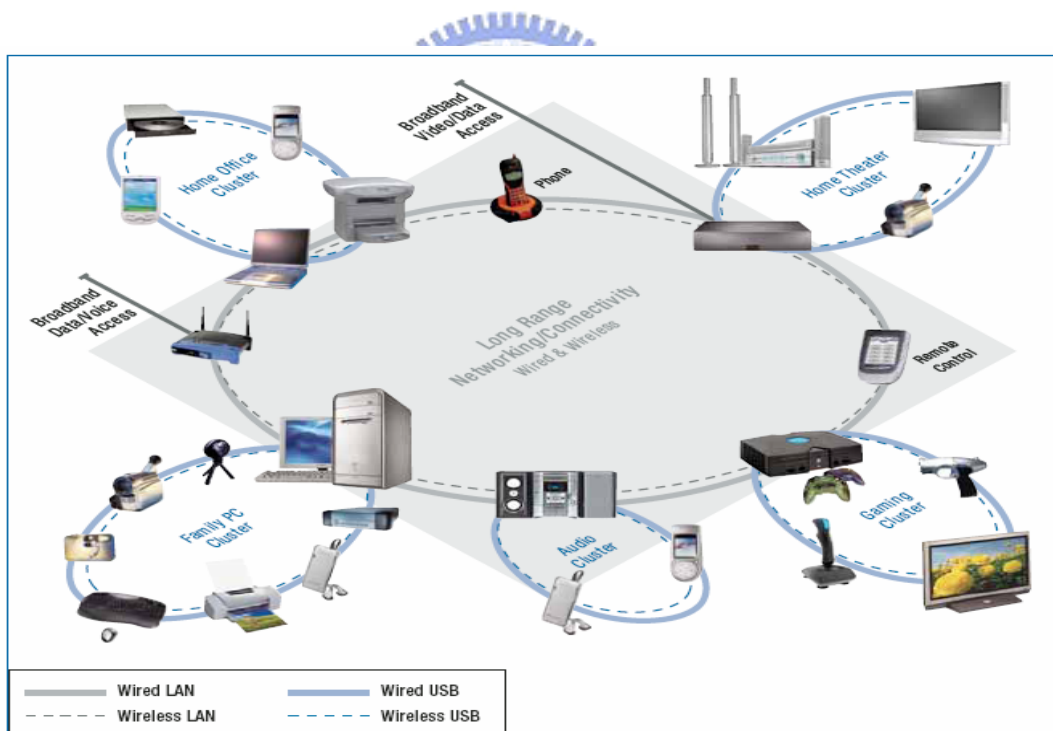 Broadband
Video/Data
Access
Home Office
Cluster
Phone
Home Theater
Cluster
Broadband
Data/Voice
Access
Long Range
Networking/Connectivity
Wired & Wireless
Remote
Control
Family PC
Cluster
Audio
Cluster
Gaming
Cluster
Wired LAN
Wired USB
Wireless LAN
Wireless USB